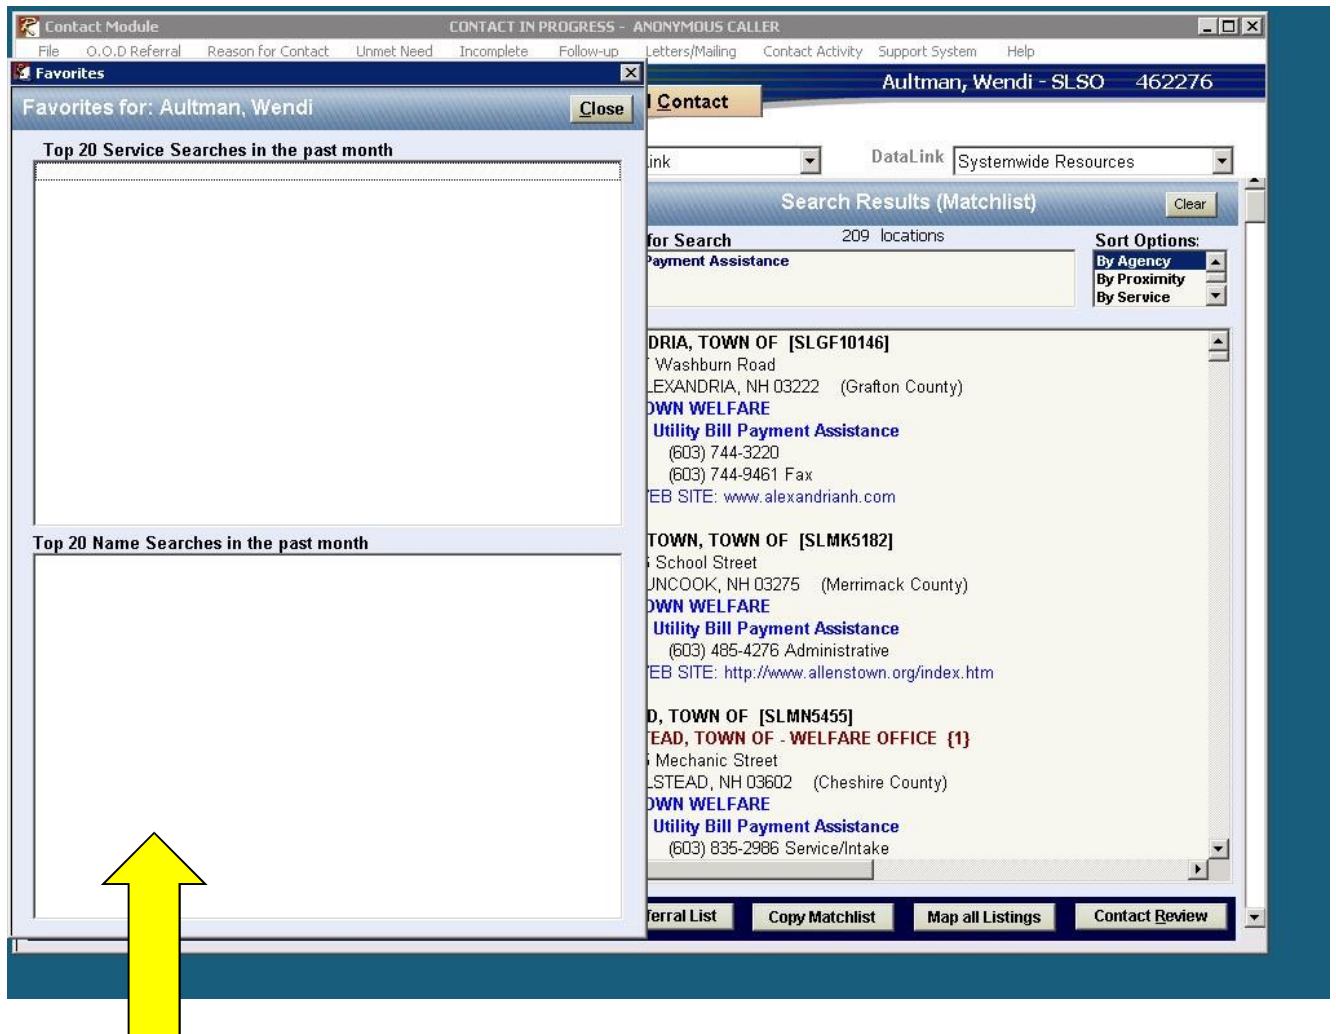 Contact Module CONTACT IN PROGRESS - ANONYMOUS CALLER
File O.O.D Referral Reason for Contact Unmet Need Incomplete Follow-up Letters/Mailing Contact Activity Support System Help
Favorites
Aultman, Wendi - SLSO 462276
Favorites for: Aultman, Wendi Close
Contact
Top 20 Service Searches in the past month
DataLink Systemwide Resources
Search Results (Matchlist) Clear
for Search 209 locations Sort Options:
Payment Assistance
By Agency
By Proximity
By Service
DRIA, TOWN OF [SLGF10146]
Washburn Road
LEXANDRIA, NH 03222 (Grafton County)
OWN WELFARE
Utility Bill Payment Assistance
(603) 744-3220
(603) 744-9461 Fax
EB SITE: www.alexandrianh.com
Top 20 Name Searches in the past month
TOWN, TOWN OF [SLMK5182]
School Street
UNCOOK, NH 03275 (Merrimack County)
OWN WELFARE
Utility Bill Payment Assistance
(603) 485-4276 Administrative
EB SITE: http://www.allenstown.org/index.htm
D, TOWN OF [SLMN5455]
EAD, TOWN OF - WELFARE OFFICE {1}
Mechanic Street
LSTEAD, NH 03602 (Cheshire County)
OWN WELFARE
Utility Bill Payment Assistance
(603) 835-2986 Service/Intake
ferral List Copy Matchlist Map all Listings Contact Review